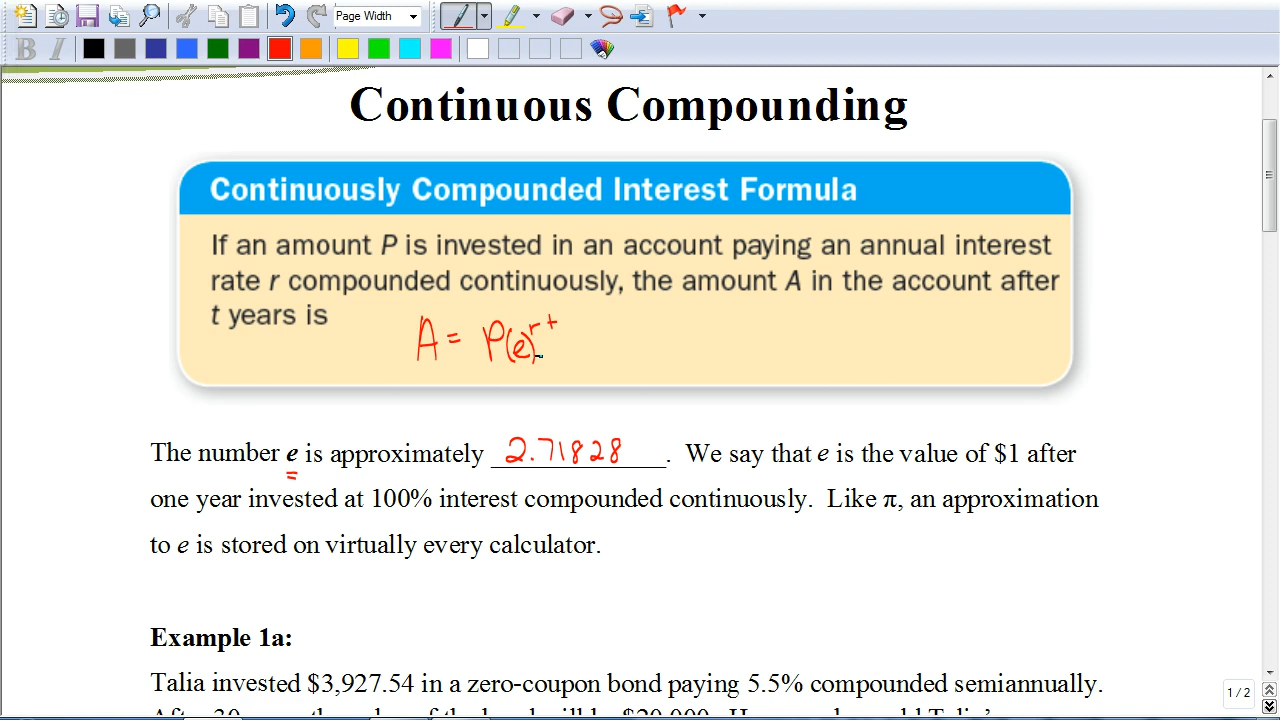 Page Width
B I
Continuous Compounding
Continuously Compounded Interest Formula
If an amount P is invested in an account paying an annual interest
rate r compounded continuously, the amount A in the account after
t years is
A = P(e)^rt
The number e is approximately 2.71828. We say that e is the value of $1 after
one year invested at 100% interest compounded continuously. Like π, an approximation
to e is stored on virtually every calculator.
Example 1a:
Talia invested $3,927.54 in a zero-coupon bond paying 5.5% compounded semiannually.
1 / 2